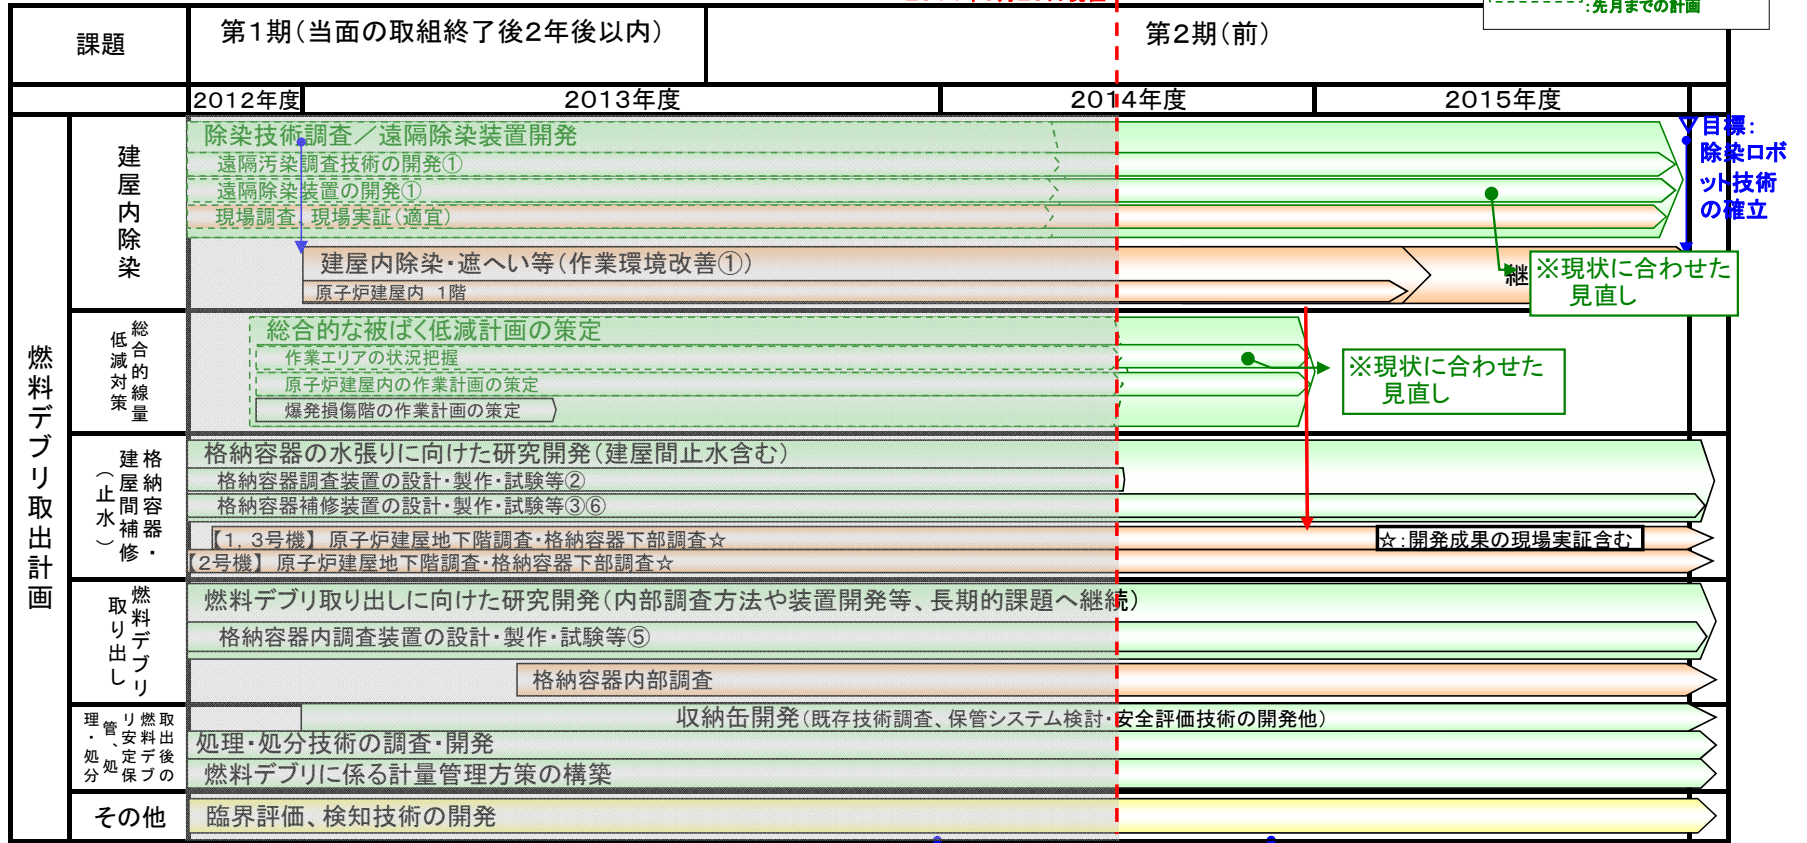 :先月までの計画
課題
第1期(当面の取組終了後2年後以内)
第2期(前)
2012年度
2013年度
2014年度
2015年度
燃料デブリ取出計画
建屋内除染
除染技術調査／遠隔除染装置開発
遠隔汚染調査技術の開発①
遠隔除染装置の開発①
現場調査、現場実証(適宜)
建屋内除染・遮へい等(作業環境改善①)
原子炉建屋内 1階
継
※現状に合わせた
見直し
目標:
除染ロボ
ット技術
の確立
総合的線量
低減対策
総合的な被ばく低減計画の策定
作業エリアの状況把握
原子炉建屋内の作業計画の策定
爆発損傷階の作業計画の策定
※現状に合わせた
見直し
格納容器・
建屋間補修
(止水)
格納容器の水張りに向けた研究開発(建屋間止水含む)
格納容器調査装置の設計・製作・試験等②
格納容器補修装置の設計・製作・試験等③⑥
【1，3号機】原子炉建屋地下階調査・格納容器下部調査☆
☆:開発成果の現場実証含む
【2号機】原子炉建屋地下階調査・格納容器下部調査☆
燃料デブリ
取り出し
燃料デブリ取り出しに向けた研究開発(内部調査方法や装置開発等、長期的課題へ継続)
格納容器内調査装置の設計・製作・試験等⑤
格納容器内部調査
取出後の
燃料デブ
リ安定保
管、処
理・処分
収納缶開発(既存技術調査、保管システム検討・安全評価技術の開発他)
処理・処分技術の調査・開発
燃料デブリに係る計量管理方策の構築
その他
臨界評価、検知技術の開発